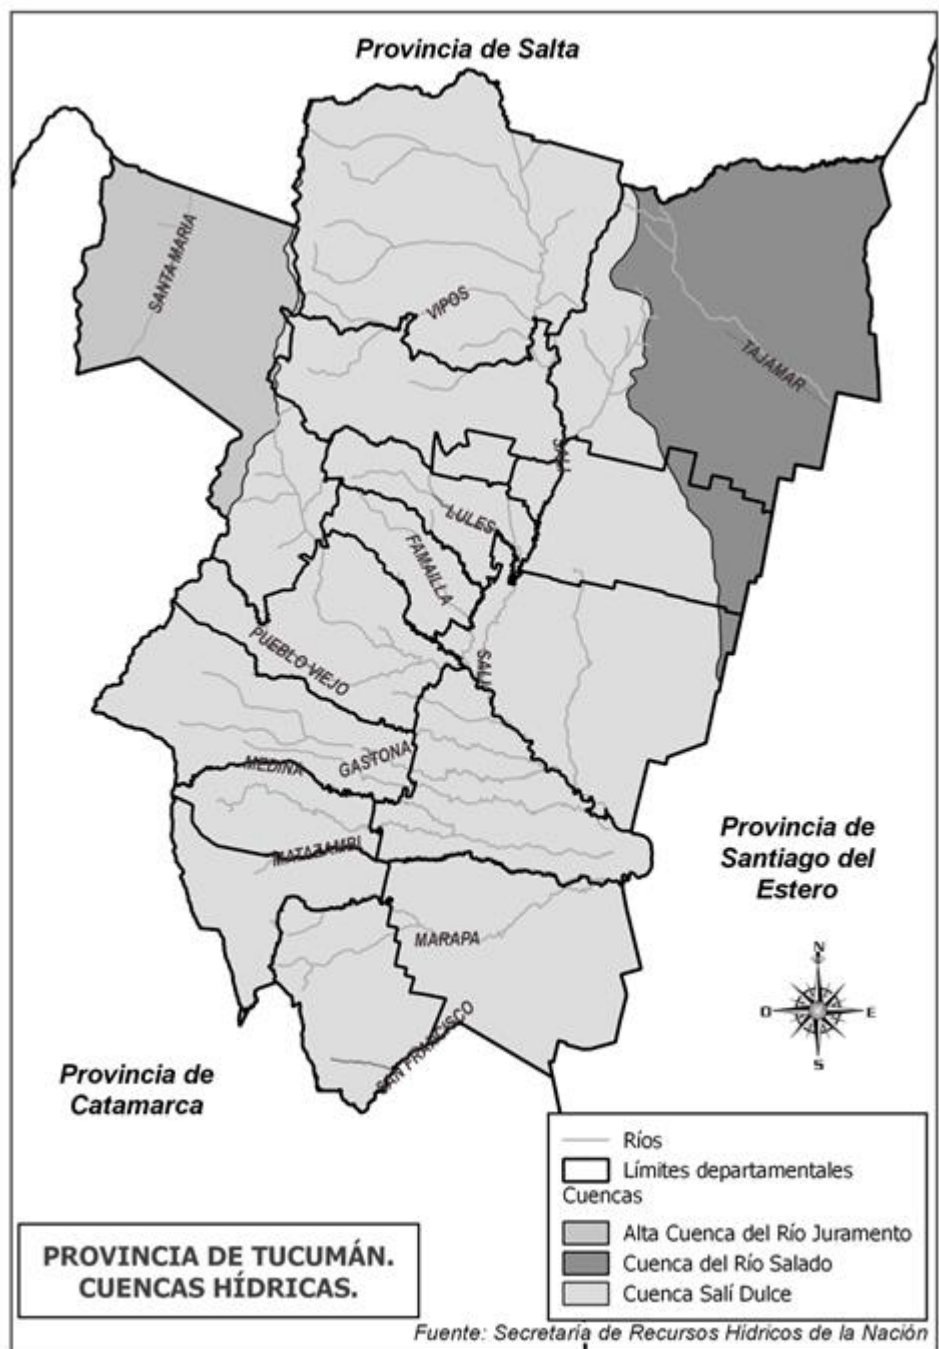 Provincia de Salta
SANTA MARIA
VIPOS
TAJAMAR
SALI
LULES
FAMAILLA
PUEBLO VIEJO
SALI
GASTONA
MEDINA
MATAZAMBI
MARAPA
SAN FRANCISCO
Provincia de
Santiago del
Estero
N
O
E
S
Provincia de
Catamarca
Ríos
Límites departamentales
Cuencas
Alta Cuenca del Río Juramento
Cuenca del Río Salado
Cuenca Salí Dulce
PROVINCIA DE TUCUMÁN.
CUENCAS HÍDRICAS.
Fuente: Secretaría de Recursos Hídricos de la Nación